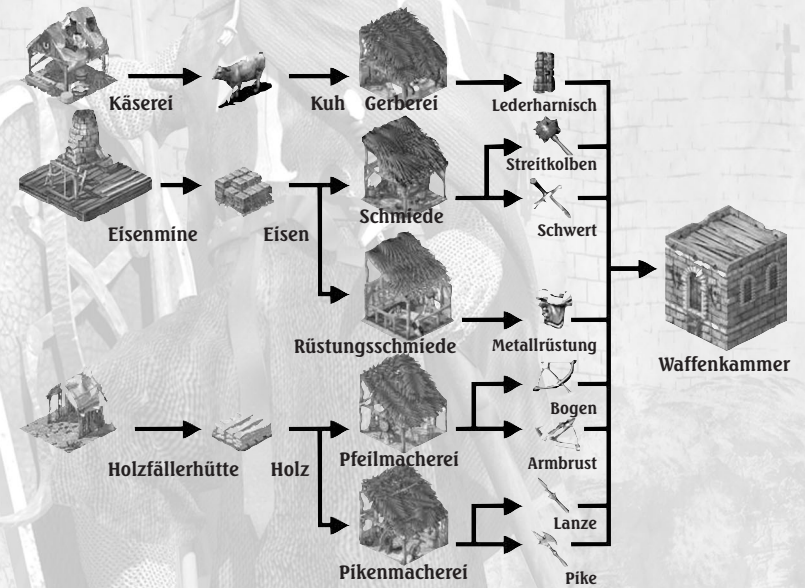 Käserei
Kuh
Gerberei
Lederharnisch
Streitkolben
Eisenmine
Eisen
Schmiede
Schwert
Rüstungsschmiede
Metallrüstung
Waffenkammer
Bogen
Holzfällerhütte
Holz
Pfeilmacherei
Armbrust
Lanze
Pikenmacherei
Pike